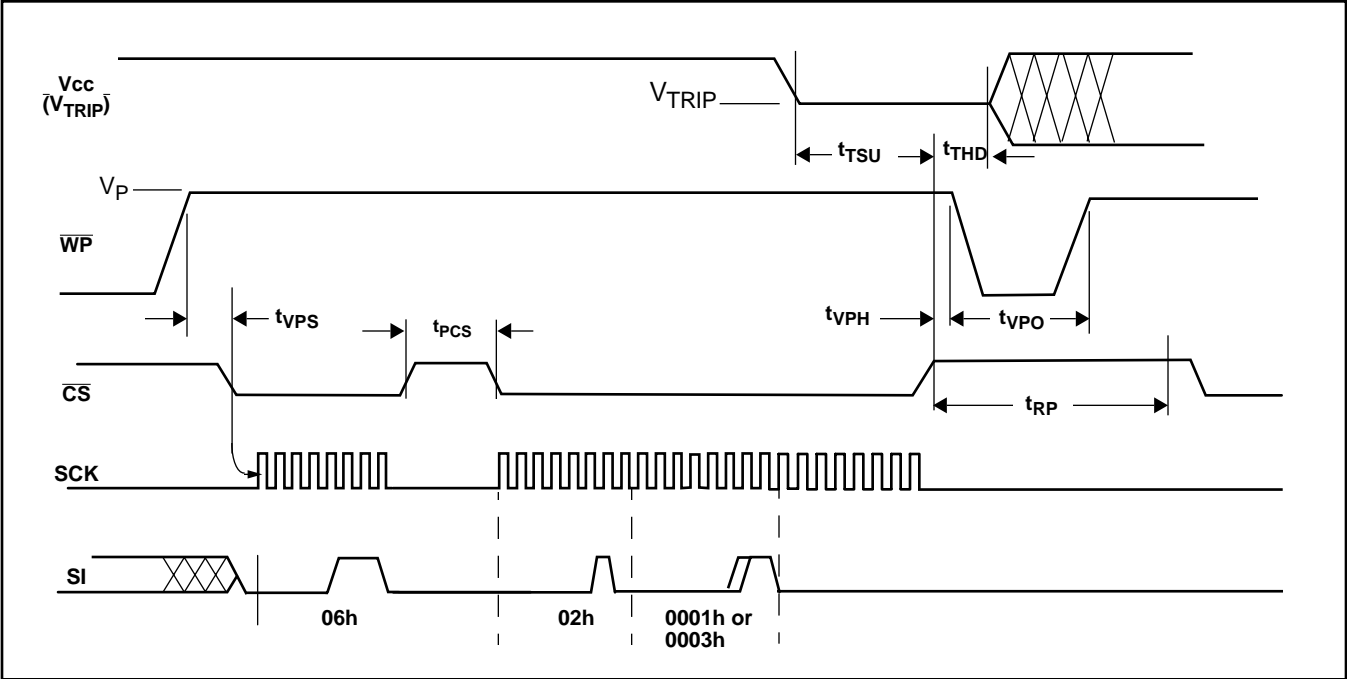 Vcc
(VTRIP)
VTRIP
tTSU
tTHD
VP
WP
tVPS
tPCS
tVPH
tVPO
CS
tRP
SCK
SI
06h
02h
0001h or
0003h